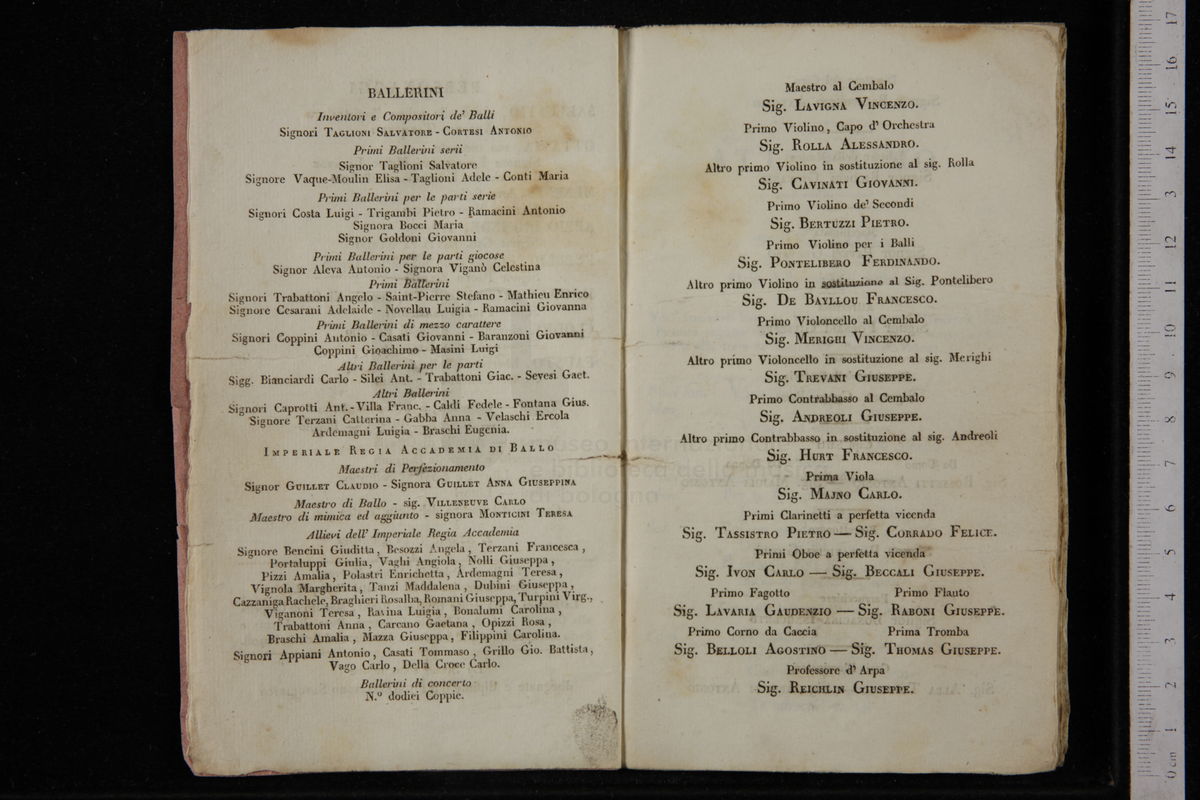 BALLERINI
Inventori e Compositori de' Balli
Signori TAGLIONI SALVATORE - CORTESI ANTONIO
Primi Ballerini serii
Signor Taglioni Salvatore
Signore Vaque-Moulin Elisa - Taglioni Adele - Conti Maria
Primi Ballerini per le parti serie
Signori Costa Luigi - Trigambi Pietro - Ramacini Antonio
Signora Bocci Maria
Signor Goldoni Giovanni
Primi Ballerini per le parti giocose
Signor Aleva Antonio - Signora Viganò Celestina
Primi Ballerini
Signori Trabattoni Angelo - Saint-Pierre Stefano - Mathieu Enrico
Signore Cesarani Adelaide - Novellau Luigia - Ramacini Giovanna
Primi Ballerini di mezzo carattere
Signori Coppini Antonio - Casati Giovanni - Baranzoni Giovanni
Coppini Gioachimo - Masini Luigi
Altri Ballerini per le parti
Sigg. Bianciardi Carlo - Silei Ant. - Trabattoni Giac. - Sevesi Gaet.
Altri Ballerini
Signori Caprotti Ant. - Villa Franc. - Caldi Fedele - Fontana Gius.
Signore Terzani Catterina - Gabba Anna - Velaschi Ercola
Ardemagni Luigia - Braschi Eugenia.
IMPERIALE REGIA ACCADEMIA DI BALLO
Maestri di Perfezionamento
Signor GUILLET CLAUDIO - Signora GUILLET ANNA GIUSEPPINA
Maestro di Ballo - sig. VILLENEUVE CARLO
Maestro di mimica ed aggiunto - signora MONTICINI TERESA
Allievi dell' Imperiale Regia Accademia
Signore Bencini Giuditta, Besozzi Angela, Terzani Francesca,
Portaluppi Giulia, Vaghi Angiola, Nolli Giuseppa,
Pizzi Amalia, Polastri Enrichetta, Ardemagni Teresa,
Vignola Margherita, Tanzi Maddalena, Dubini Giuseppa,
Cazzaniga Rachele, Braghieri Rosalba, Romani Giuseppa, Turpini Virg.,
Viganoni Teresa, Ravina Luigia, Bonalumi Carolina,
Trabattoni Anna, Carcano Gaetana, Opizzi Rosa,
Braschi Amalia, Mazza Giuseppa, Filippini Carolina.
Signori Appiani Antonio, Casati Tommaso, Grillo Gio. Battista,
Vago Carlo, Della Croce Carlo.
Ballerini di concerto
N.º dodici Coppie.
Maestro al Cembalo
Sig. LAVIGNA VINCENZO.
Primo Violino, Capo d' Orchestra
Sig. ROLLA ALESSANDRO.
Altro primo Violino in sostituzione al sig. Rolla
Sig. CAVINATI GIOVANNI.
Primo Violino de' Secondi
Sig. BERTUZZI PIETRO.
Primo Violino per i Balli
Sig. PONTELIBERO FERDINANDO.
Altro primo Violino in sostituzione al Sig. Pontelibero
Sig. DE BAYLLOU FRANCESCO.
Primo Violoncello al Cembalo
Sig. MERIGHI VINCENZO.
Altro primo Violoncello in sostituzione al sig. Merighi
Sig. TREVANI GIUSEPPE.
Primo Contrabbasso al Cembalo
Sig. ANDREOLI GIUSEPPE.
Altro primo Contrabbasso in sostituzione al sig. Andreoli
Sig. HURT FRANCESCO.
Prima Viola
Sig. MAJNO CARLO.
Primi Clarinetti a perfetta vicenda
Sig. TASSISTRO PIETRO — Sig. CORRADO FELICE.
Primi Oboe a perfetta vicenda
Sig. IVON CARLO — Sig. BECCALI GIUSEPPE.
Primo Fagotto Primo Flauto
Sig. LAVARIA GAUDENZIO — Sig. RABONI GIUSEPPE.
Primo Corno da Caccia Prima Tromba
Sig. BELLOLI AGOSTINO — Sig. THOMAS GIUSEPPE.
Professore d' Arpa
Sig. REICHLIN GIUSEPPE.
0 cm 1 2 3 4 5 6 7 8 9 10 11 12 13 14 15 16 17